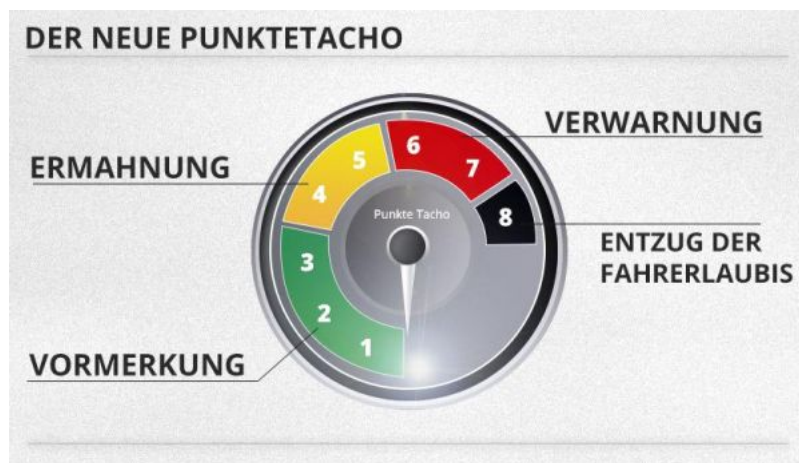 DER NEUE PUNKTETACHO
VERWARNUNG
ERMAHNUNG
5
6
7
4
8
Punkte Tacho
ENTZUG DER
FAHRERLAUBIS
3
2
1
VORMERKUNG